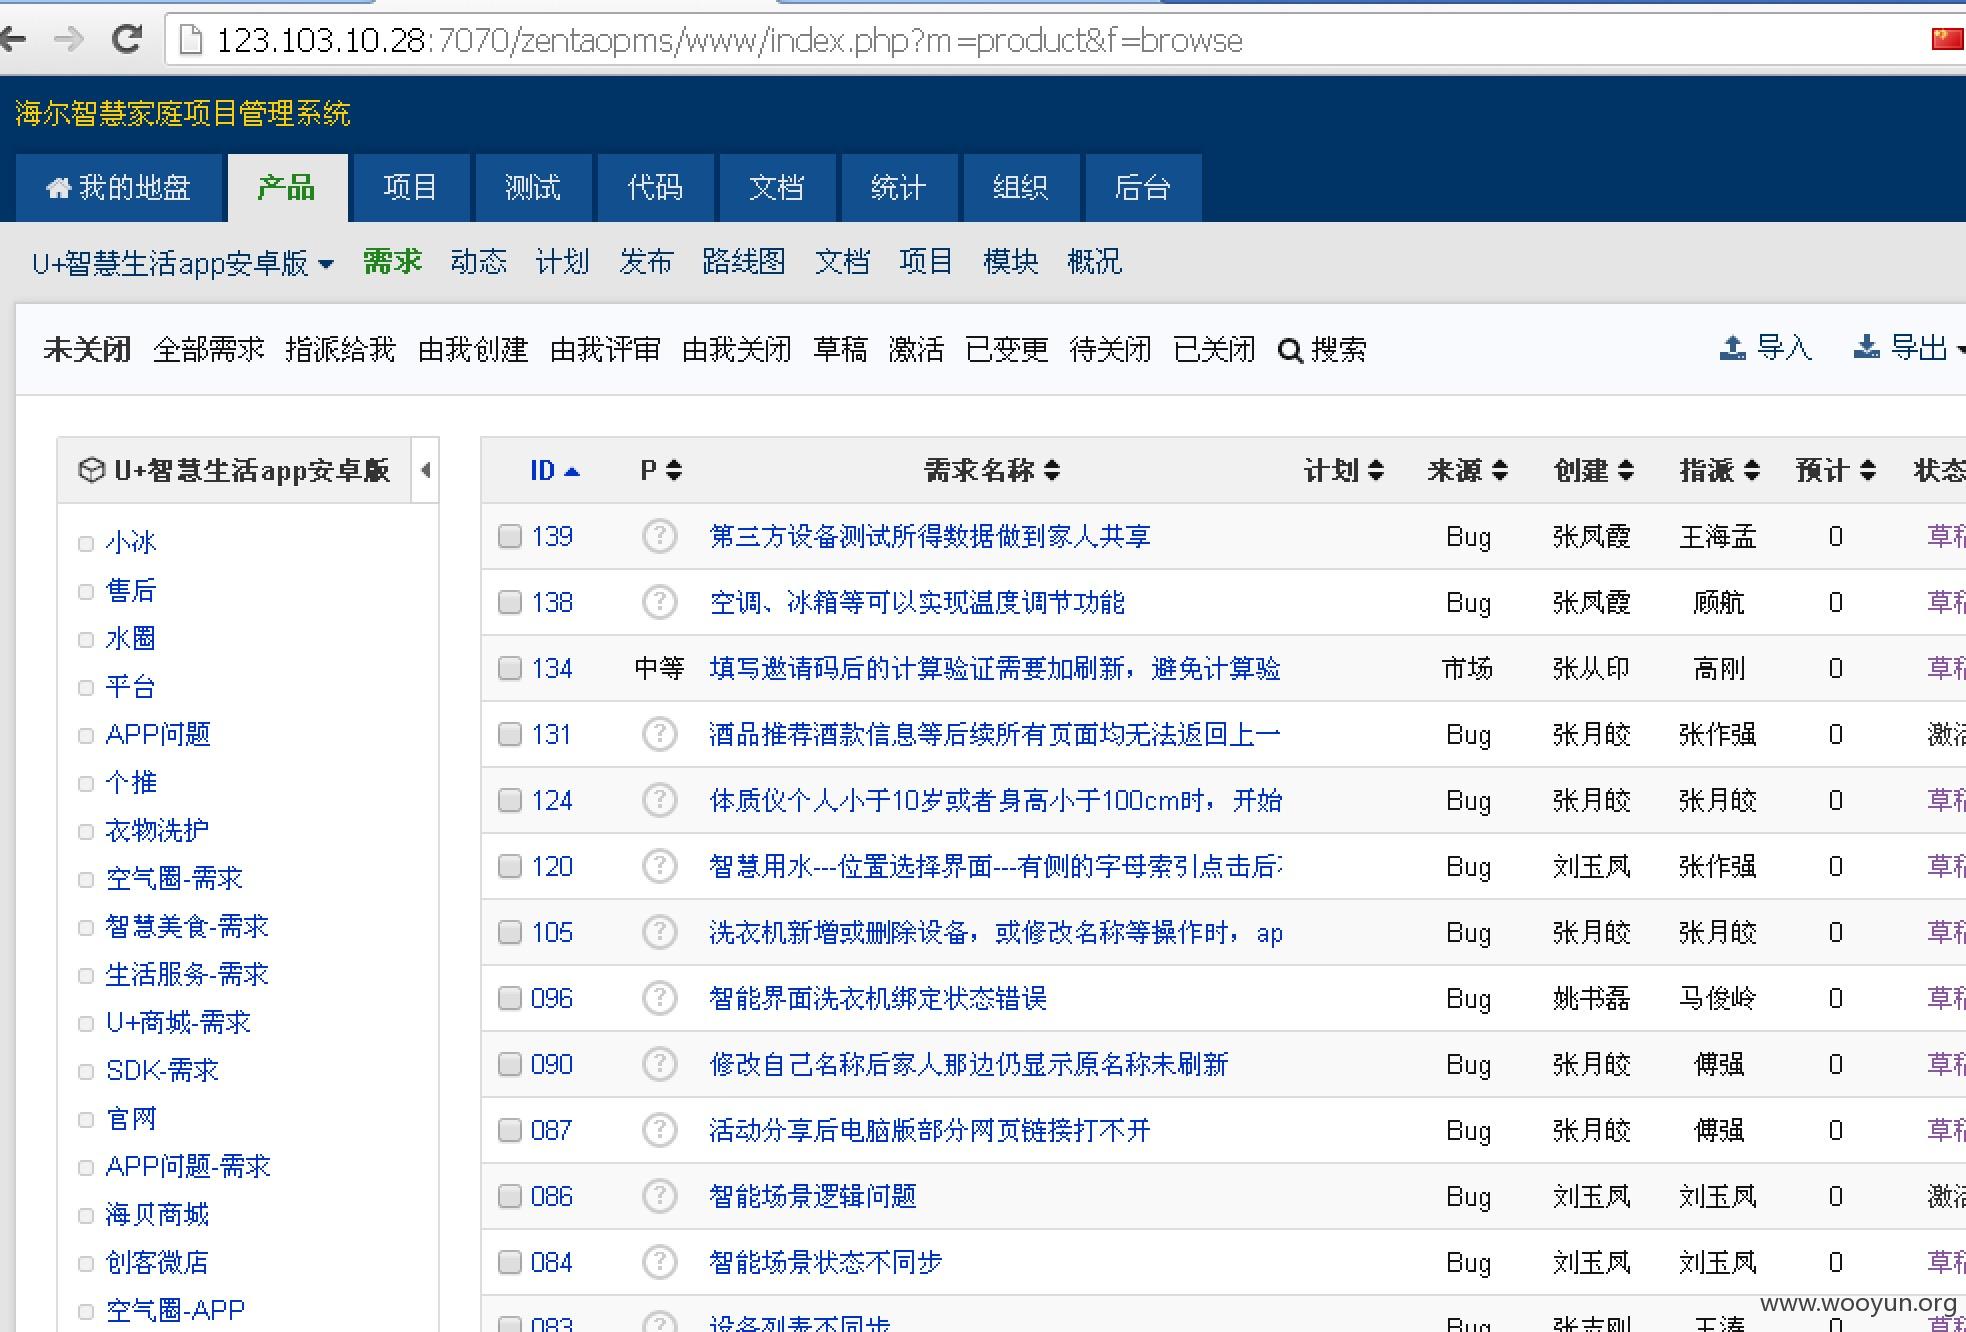 123.103.10.28:7070/zentaopms/www/index.php?m=product&f=browse
海尔智慧家庭项目管理系统
我的地盘 产品 项目 测试 代码 文档 统计 组织 后台
U+智慧生活app安卓版 需求 动态 计划 发布 路线图 文档 项目 模块 概况
未关闭 全部需求 指派给我 由我创建 由我评审 由我关闭 草稿 激活 已变更 待关闭 已关闭 搜索 导入 导出
U+智慧生活app安卓版
小冰
售后
水圈
平台
APP问题
个推
衣物洗护
空气圈-需求
智慧美食-需求
生活服务-需求
U+商城-需求
SDK-需求
官网
APP问题-需求
海贝商城
创客微店
空气圈-APP
ID P 需求名称 计划 来源 创建 指派 预计 状态
139 ? 第三方设备测试所得数据做到家人共享 Bug 张凤霞 王海孟 0 草稿
138 ? 空调、冰箱等可以实现温度调节功能 Bug 张凤霞 顾航 0 草稿
134 中等 填写邀请码后的计算验证需要加刷新，避免计算验 市场 张从印 高刚 0 草稿
131 ? 酒品推荐酒款信息等后续所有页面均无法返回上一 Bug 张月皎 张作强 0 激活
124 ? 体质仪个人小于10岁或者身高小于100cm时，开始 Bug 张月皎 张月皎 0 草稿
120 ? 智慧用水---位置选择界面---有侧的字母索引点击后 Bug 刘玉凤 张作强 0 草稿
105 ? 洗衣机新增或删除设备，或修改名称等操作时，ap Bug 张月皎 张月皎 0 草稿
096 ? 智能界面洗衣机绑定状态错误 Bug 姚书磊 马俊岭 0 草稿
090 ? 修改自己名称后家人那边仍显示原名称未刷新 Bug 张月皎 傅强 0 草稿
087 ? 活动分享后电脑版部分网页链接打不开 Bug 张月皎 傅强 0 草稿
086 ? 智能场景逻辑问题 Bug 刘玉凤 刘玉凤 0 激活
084 ? 智能场景状态不同步 Bug 刘玉凤 刘玉凤 0 草稿
083 ? 设备列表不同步 Bug 张志刚 王涛 0 草稿
www.wooyun.org